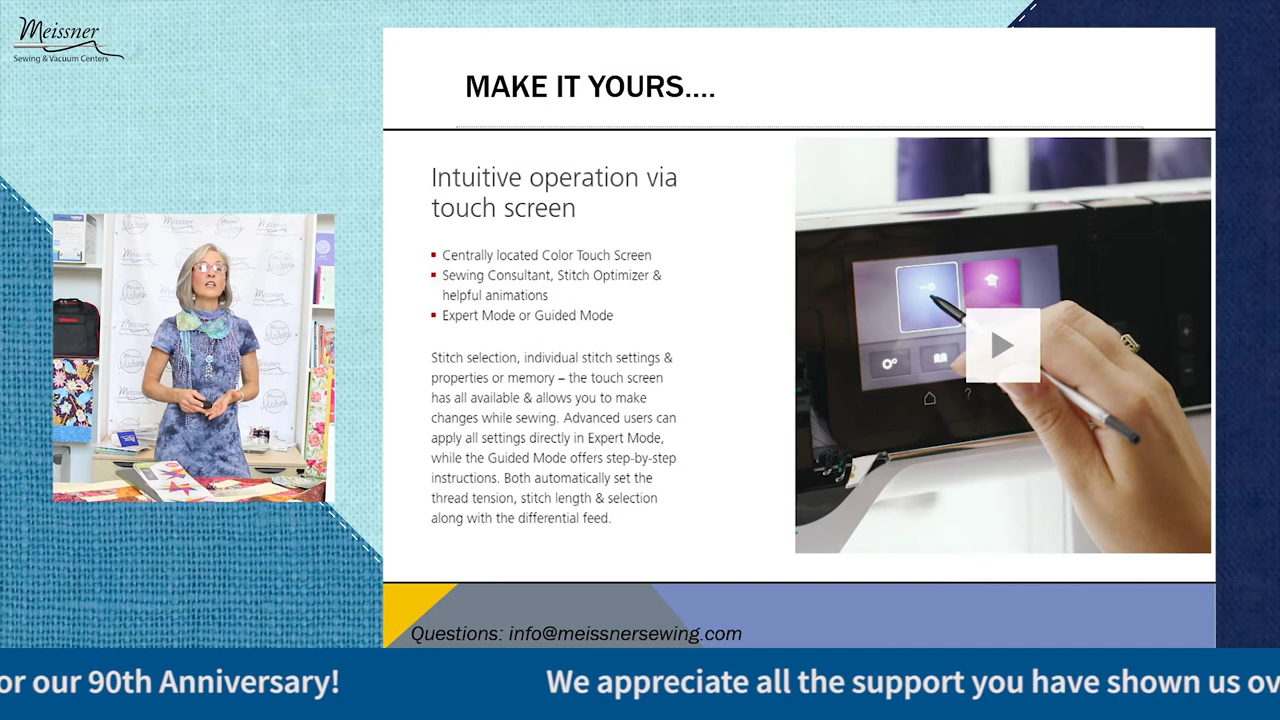 Meissner
Sewing & Vacuum Centers
MAKE IT YOURS....
Intuitive operation via
touch screen
Centrally located Color Touch Screen
Sewing Consultant, Stitch Optimizer &
helpful animations
Expert Mode or Guided Mode
Stitch selection, individual stitch settings &
properties or memory – the touch screen
has all available & allows you to make
changes while sewing. Advanced users can
apply all settings directly in Expert Mode,
while the Guided Mode offers step-by-step
instructions. Both automatically set the
thread tension, stitch length & selection
along with the differential feed.
Questions: info@meissnersewing.com
or our 90th Anniversary!
We appreciate all the support you have shown us ov